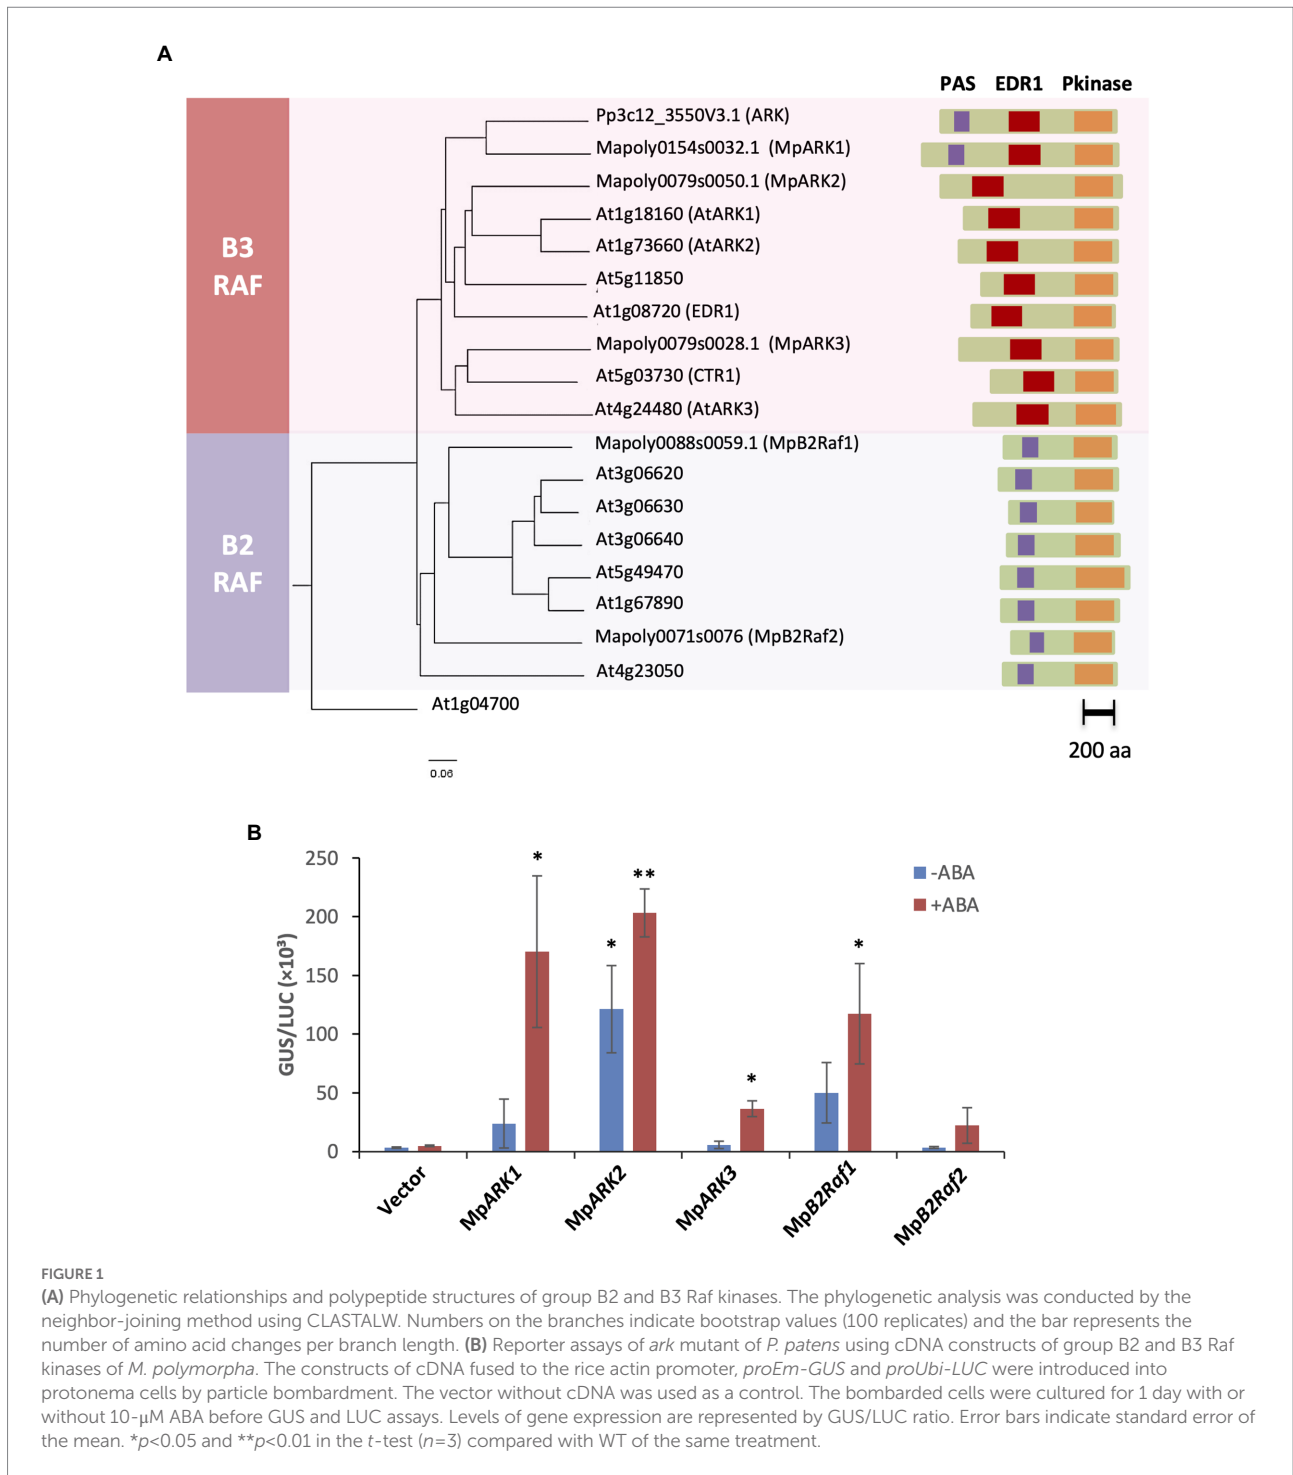 A
PAS EDR1 Pkinase
B3
RAF
Pp3c12_3550V3.1 (ARK)
Mapoly0154s0032.1 (MpARK1)
Mapoly0079s0050.1 (MpARK2)
At1g18160 (AtARK1)
At1g73660 (AtARK2)
At5g11850
At1g08720 (EDR1)
Mapoly0079s0028.1 (MpARK3)
At5g03730 (CTR1)
At4g24480 (AtARK3)
B2
RAF
Mapoly0088s0059.1 (MpB2Raf1)
At3g06620
At3g06630
At3g06640
At5g49470
At1g67890
Mapoly0071s0076 (MpB2Raf2)
At4g23050
At1g04700
0.06
200 aa
B
GUS/LUC (×10³)
250
200
150
100
50
0
* ** * * *
-ABA
+ABA
Vector MpARK1 MpARK2 MpARK3 MpB2Raf1 MpB2Raf2
FIGURE 1
(A) Phylogenetic relationships and polypeptide structures of group B2 and B3 Raf kinases. The phylogenetic analysis was conducted by the
neighbor-joining method using CLASTALW. Numbers on the branches indicate bootstrap values (100 replicates) and the bar represents the
number of amino acid changes per branch length. (B) Reporter assays of ark mutant of P. patens using cDNA constructs of group B2 and B3 Raf
kinases of M. polymorpha. The constructs of cDNA fused to the rice actin promoter, proEm-GUS and proUbi-LUC were introduced into
protonema cells by particle bombardment. The vector without cDNA was used as a control. The bombarded cells were cultured for 1 day with or
without 10-μM ABA before GUS and LUC assays. Levels of gene expression are represented by GUS/LUC ratio. Error bars indicate standard error of
the mean. *p<0.05 and **p<0.01 in the t-test (n=3) compared with WT of the same treatment.